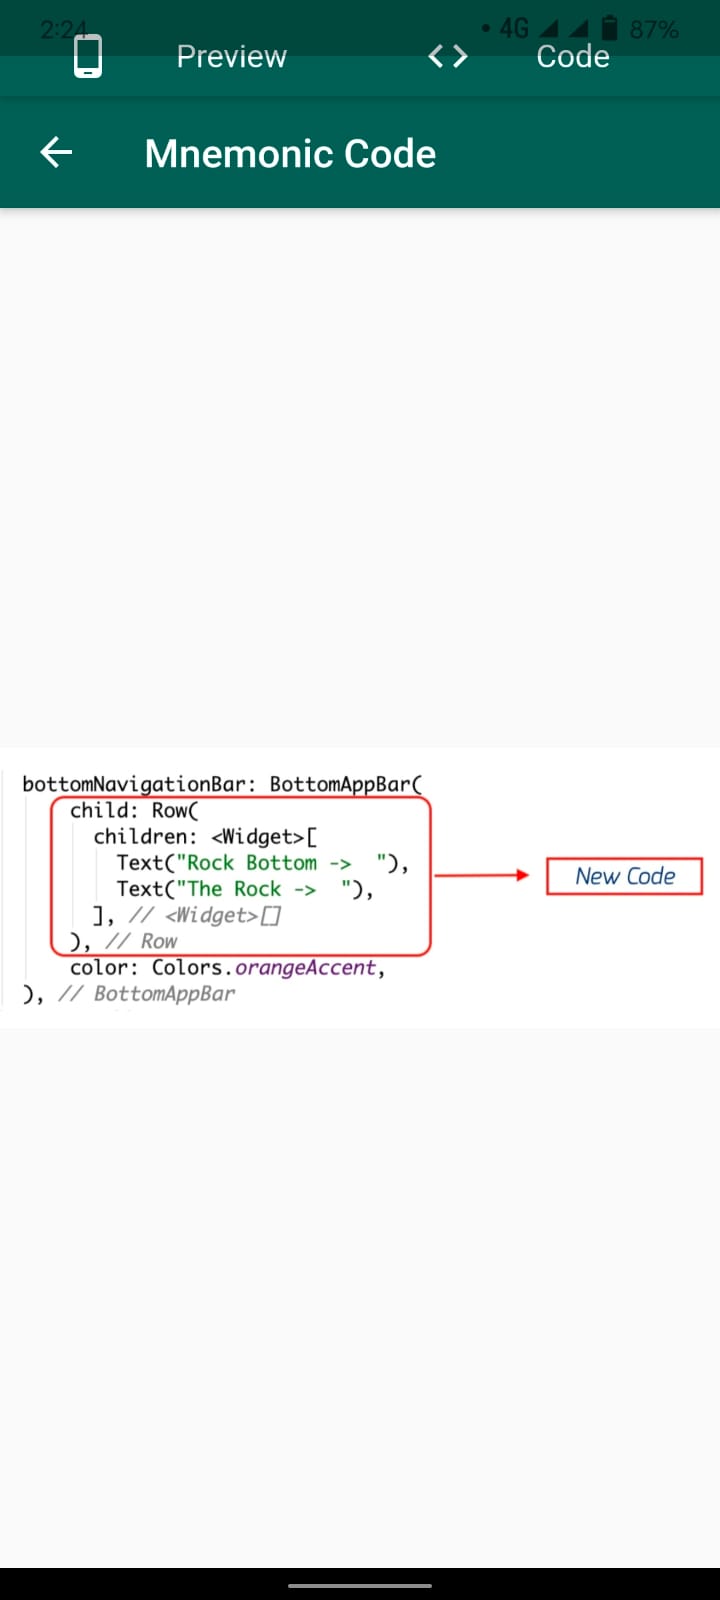 2:24
4G
87%
Preview
<> Code
Mnemonic Code
bottomNavigationBar: BottomAppBar(
child: Row(
children: <Widget>[
Text("Rock Bottom ->  "),
Text("The Rock ->  "),
], // <Widget>[]
), // Row
color: Colors.orangeAccent,
), // BottomAppBar
New Code